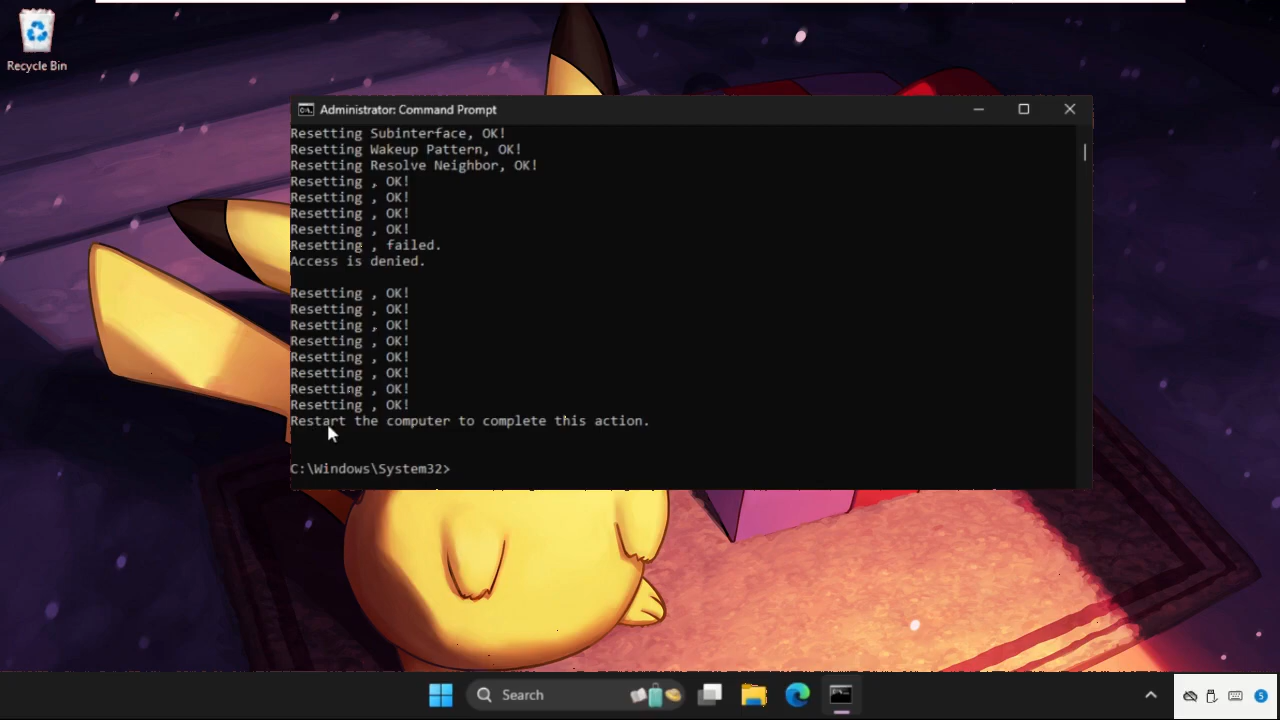 Recycle Bin
Administrator: Command Prompt
Resetting Subinterface, OK!
Resetting Wakeup Pattern, OK!
Resetting Resolve Neighbor, OK!
Resetting , OK!
Resetting , OK!
Resetting , OK!
Resetting , OK!
Resetting , failed.
Access is denied.
Resetting , OK!
Resetting , OK!
Resetting , OK!
Resetting , OK!
Resetting , OK!
Resetting , OK!
Resetting , OK!
Resetting , OK!
Restart the computer to complete this action.
C:\Windows\System32>
Search
5